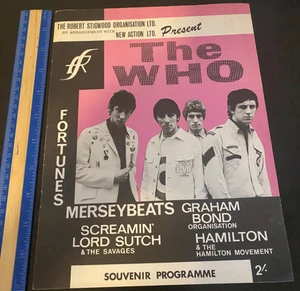 THE ROBERT STIGWOOD ORGANISATION LTD.
BY ARRANGEMENT WITH NEW ACTION LTD. Present
The
WHO
FORTUNES
MERSEYBEATS
GRAHAM
BOND
ORGANISATION
SCREAMIN'
LORD SUTCH
& THE SAVAGES
HAMILTON
& THE
HAMILTON MOVEMENT
SOUVENIR PROGRAMME
2/-